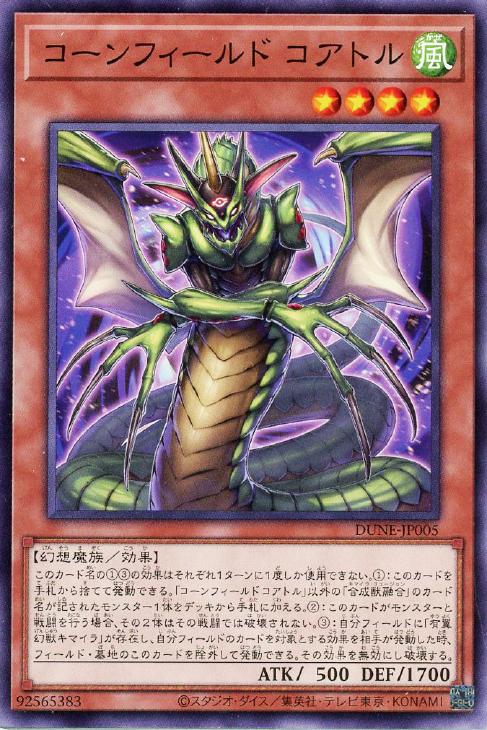 コーンフィールド コアトル
風
DUNE-JP005
[幻想魔族/効果]
このカード名の①③の効果はそれぞれ1ターンに1度しか使用できない。①:このカードを
手札から捨てて発動できる。「コーンフィールド コアトル」以外の「合成獣融合」のカード
名が記されたモンスター1体をデッキから手札に加える。②:このカードがモンスターと
戦闘を行う場合、その2体はその戦闘では破壊されない。③:自分フィールドに「有翼
幻獣キマイラ」が存在し、自分フィールドのカードを対象とする効果を相手が発動した時、
フィールド・墓地のこのカードを除外して発動できる。その効果を無効にし破壊する。
ATK/ 500 DEF/1700
92565383
©スタジオ・ダイス/集英社・テレビ東京・KONAMI